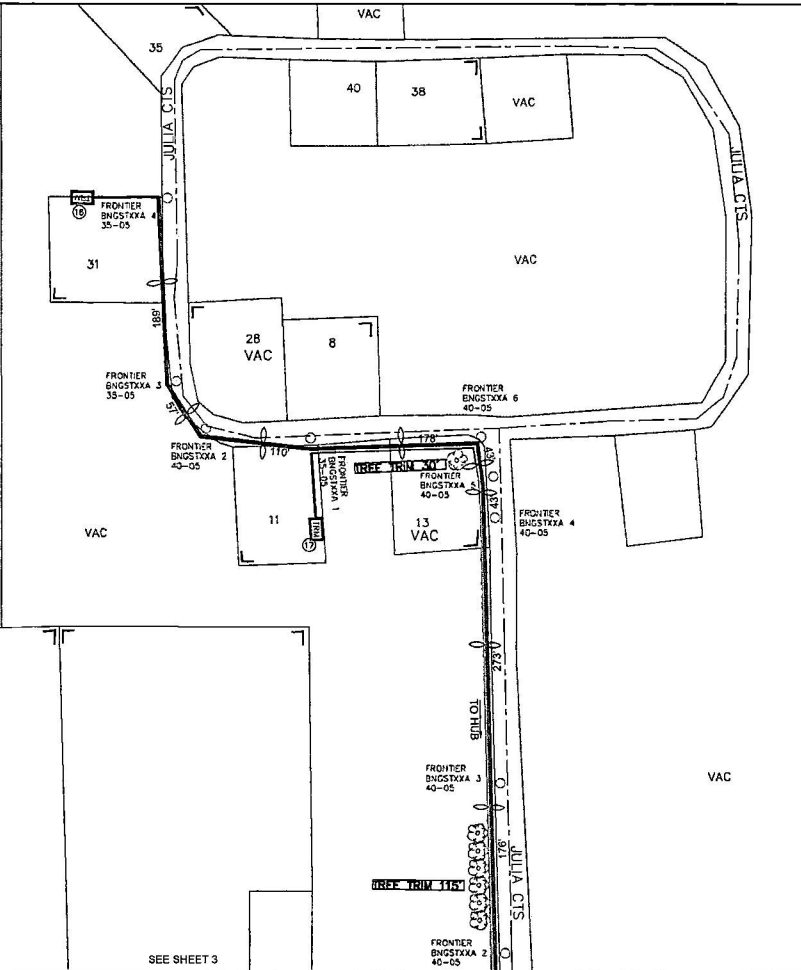 VAC
35
40
38
VAC
JULIA CTS
JULIA CTS
FRONTIER
BNGSTXXA 4
35-05
16
31
VAC
189'
28
VAC
8
FRONTIER
BNGSTXXA 3
35-05
FRONTIER
BNGSTXXA 6
40-05
57'
FRONTIER
BNGSTXXA 2
40-05
110'
178'
TREE TRIM 30'
FRONTIER
BNGSTXXA 1
35-05
FRONTIER
BNGSTXXA 5
40-05
43'
FRONTIER
BNGSTXXA 4
40-05
VAC
11
13
VAC
TRM
17
273'
TO HUB
FRONTIER
BNGSTXXA 3
40-05
VAC
176'
JULIA CTS
TREE TRIM 115'
FRONTIER
BNGSTXXA 2
40-05
SEE SHEET 3